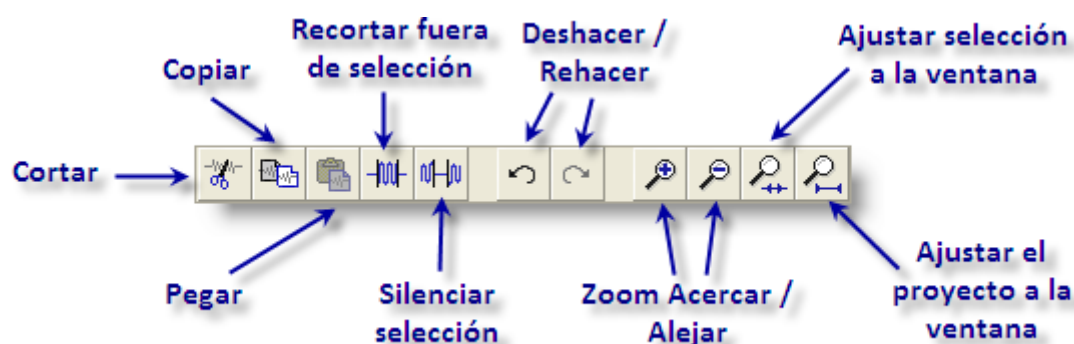 Recortar fuera
de selección
Deshacer /
Rehacer
Ajustar selección
a la ventana
Copiar
Cortar
Pegar
Silenciar
selección
Zoom Acercar /
Alejar
Ajustar el
proyecto a la
ventana